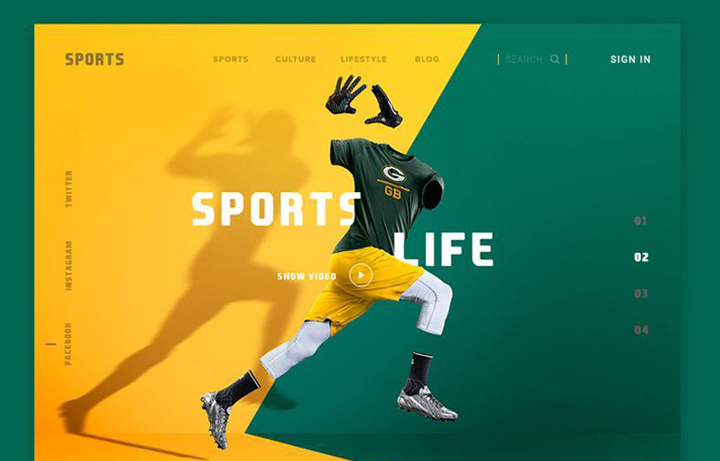 SPORTS
SPORTS CULTURE LIFESTYLE BLOG
SEARCH
SIGN IN
TWITTER
INSTAGRAM
FACEBOOK
G
GB
SPORTS
LIFE
SHOW VIDEO
01
02
03
04